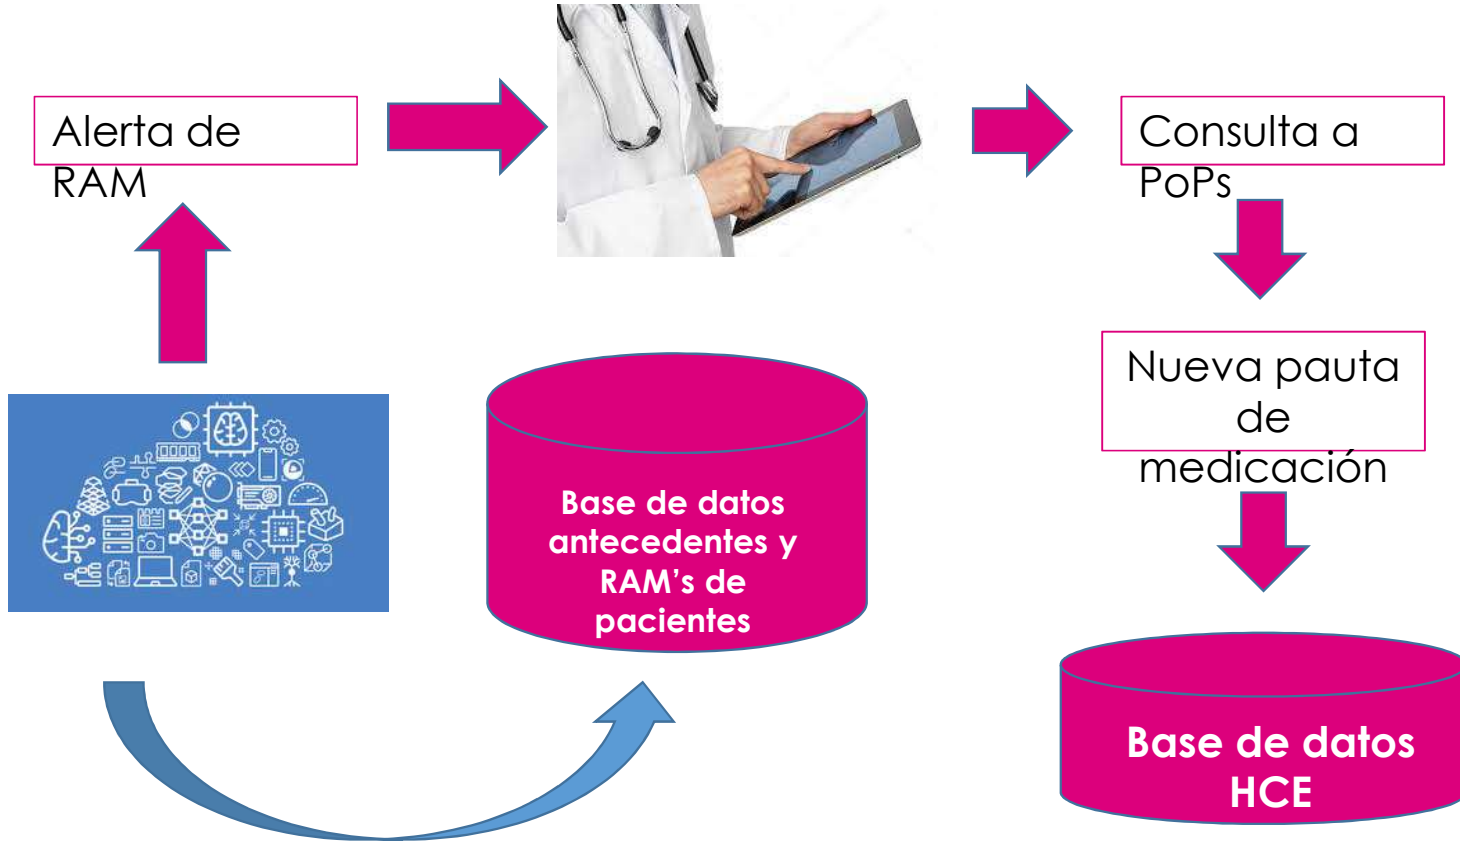 Alerta de
RAM
Consulta a
PoPs
Nueva pauta
de
medicación
Base de datos
antecedentes y
RAM’s de
pacientes
Base de datos
HCE